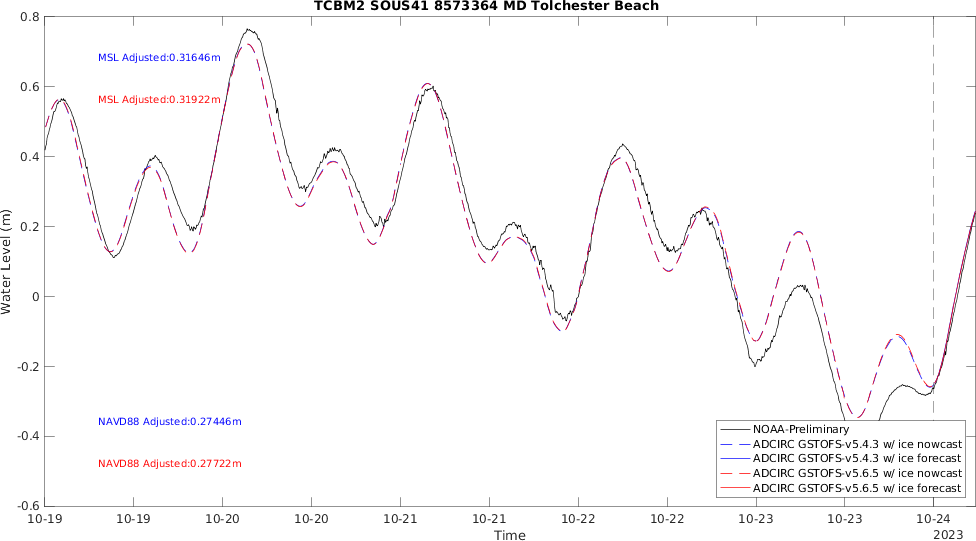 TCBM2 SOUS41 8573364 MD Tolchester Beach
0.8
MSL Adjusted:0.31646m
0.6
MSL Adjusted:0.31922m
0.4
0.2
Water Level (m)
0
-0.2
NAVD88 Adjusted:0.27446m
-0.4
NAVD88 Adjusted:0.27722m
-0.6
NOAA-Preliminary
ADCIRC GSTOFS-v5.4.3 w/ ice nowcast
ADCIRC GSTOFS-v5.4.3 w/ ice forecast
ADCIRC GSTOFS-v5.6.5 w/ ice nowcast
ADCIRC GSTOFS-v5.6.5 w/ ice forecast
10-19 10-19 10-20 10-20 10-21 10-21 10-22 10-22 10-23 10-23 10-24
Time
2023